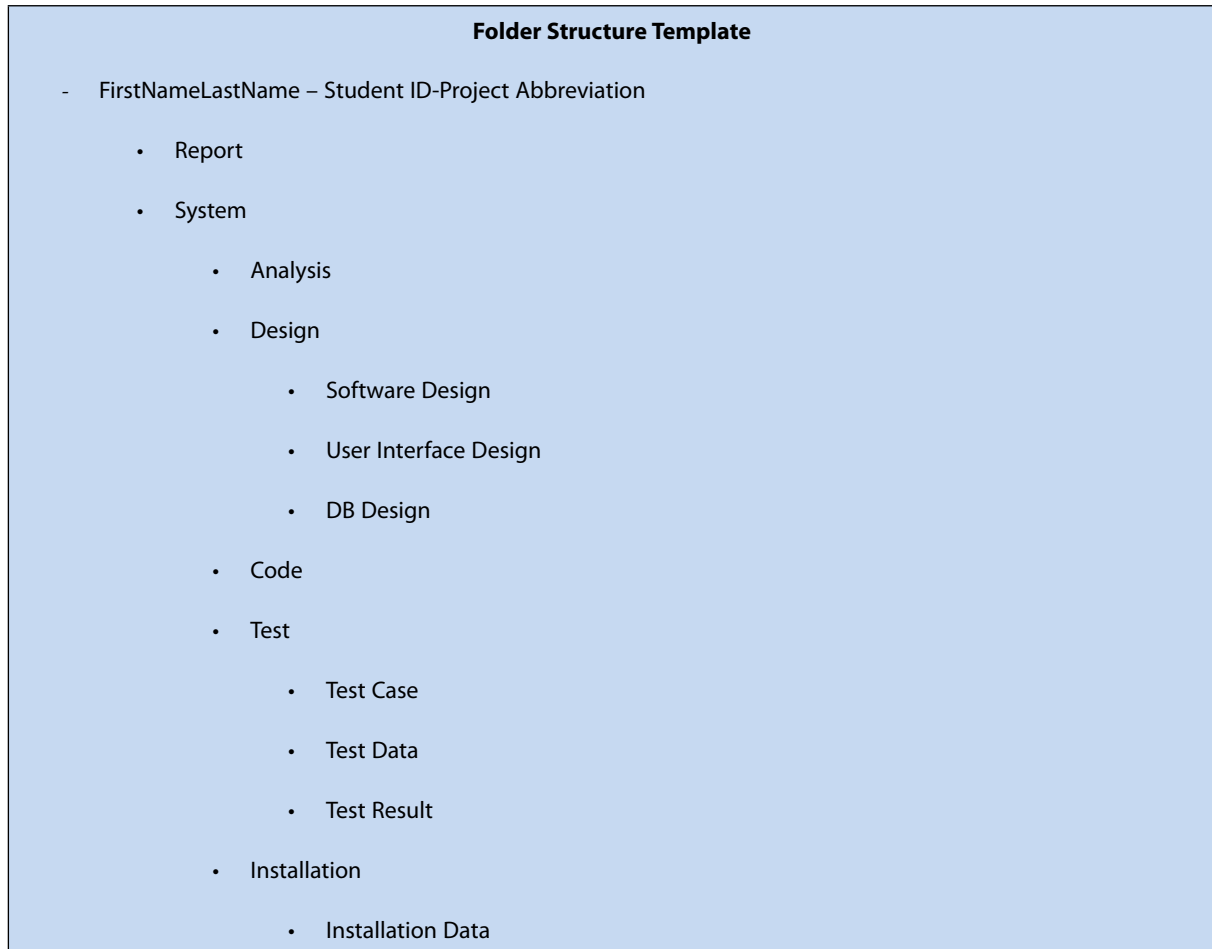 Folder Structure Template
- FirstNameLastName – Student ID-Project Abbreviation
• Report
• System
• Analysis
• Design
• Software Design
• User Interface Design
• DB Design
• Code
• Test
• Test Case
• Test Data
• Test Result
• Installation
• Installation Data